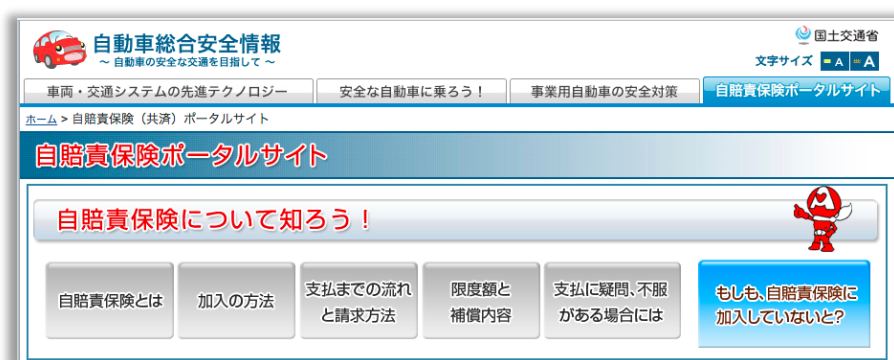 自動車総合安全情報
～ 自動車の安全な交通を目指して ～
国土交通省
文字サイズ A A
車両・交通システムの先進テクノロジー 安全な自動車に乗ろう！ 事業用自動車の安全対策 自賠責保険ポータルサイト
ホーム > 自賠責保険（共済）ポータルサイト
自賠責保険ポータルサイト
自賠責保険について知ろう！
自賠責保険とは
加入の方法
支払までの流れ
と請求方法
限度額と
補償内容
支払に疑問、不服
がある場合には
もしも、自賠責保険に
加入していないと?